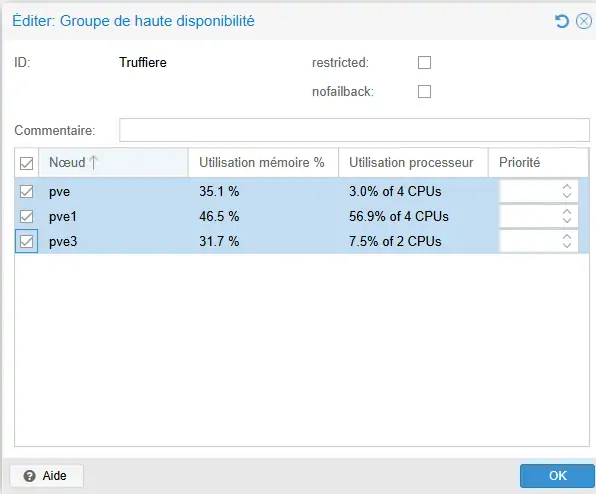 Éditer: Groupe de haute disponibilité
ID: Truffiere restricted:
nofailback:
Commentaire:
Nœud Utilisation mémoire % Utilisation processeur Priorité
pve 35.1 % 3.0% of 4 CPUs
pve1 46.5 % 56.9% of 4 CPUs
pve3 31.7 % 7.5% of 2 CPUs
Aide OK